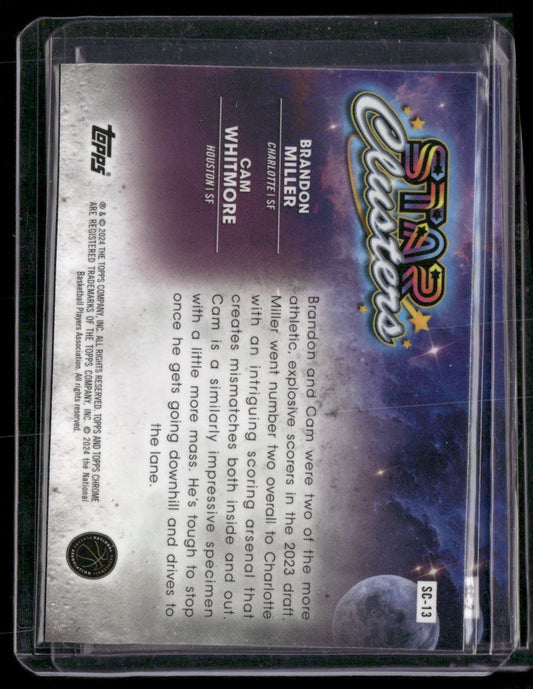 STAR
Clusters
SC-13
BRANDON
MILLER
CHARLOTTE | SF
CAM
WHITMORE
HOUSTON | SF
Brandon and Cam were two of the more
athletic, explosive scorers in the 2023 draft.
Miller went number two overall to Charlotte
with an intriguing scoring arsenal that
creates mismatches both inside and out.
Cam is a similarly impressive specimen
with a little more mass. He's tough to stop
once he gets going downhill and drives to
the lane.
topps®
® & © 2024 THE TOPPS COMPANY, INC. ALL RIGHTS RESERVED. TOPPS AND TOPPS CHROME
ARE REGISTERED TRADEMARKS OF THE TOPPS COMPANY, INC. © 2024 the National
Basketball Players Association. All rights reserved.